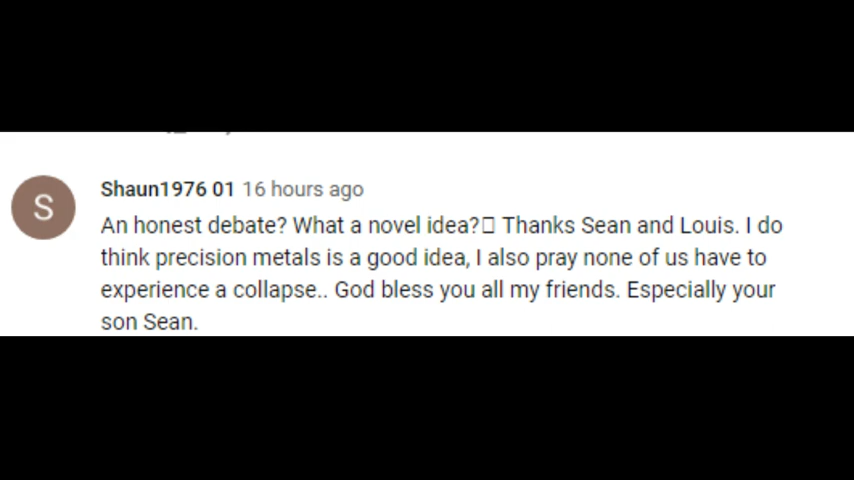 S
Shaun1976 01 16 hours ago
An honest debate? What a novel idea?▯ Thanks Sean and Louis. I do
think precision metals is a good idea, I also pray none of us have to
experience a collapse.. God bless you all my friends. Especially your
son Sean.